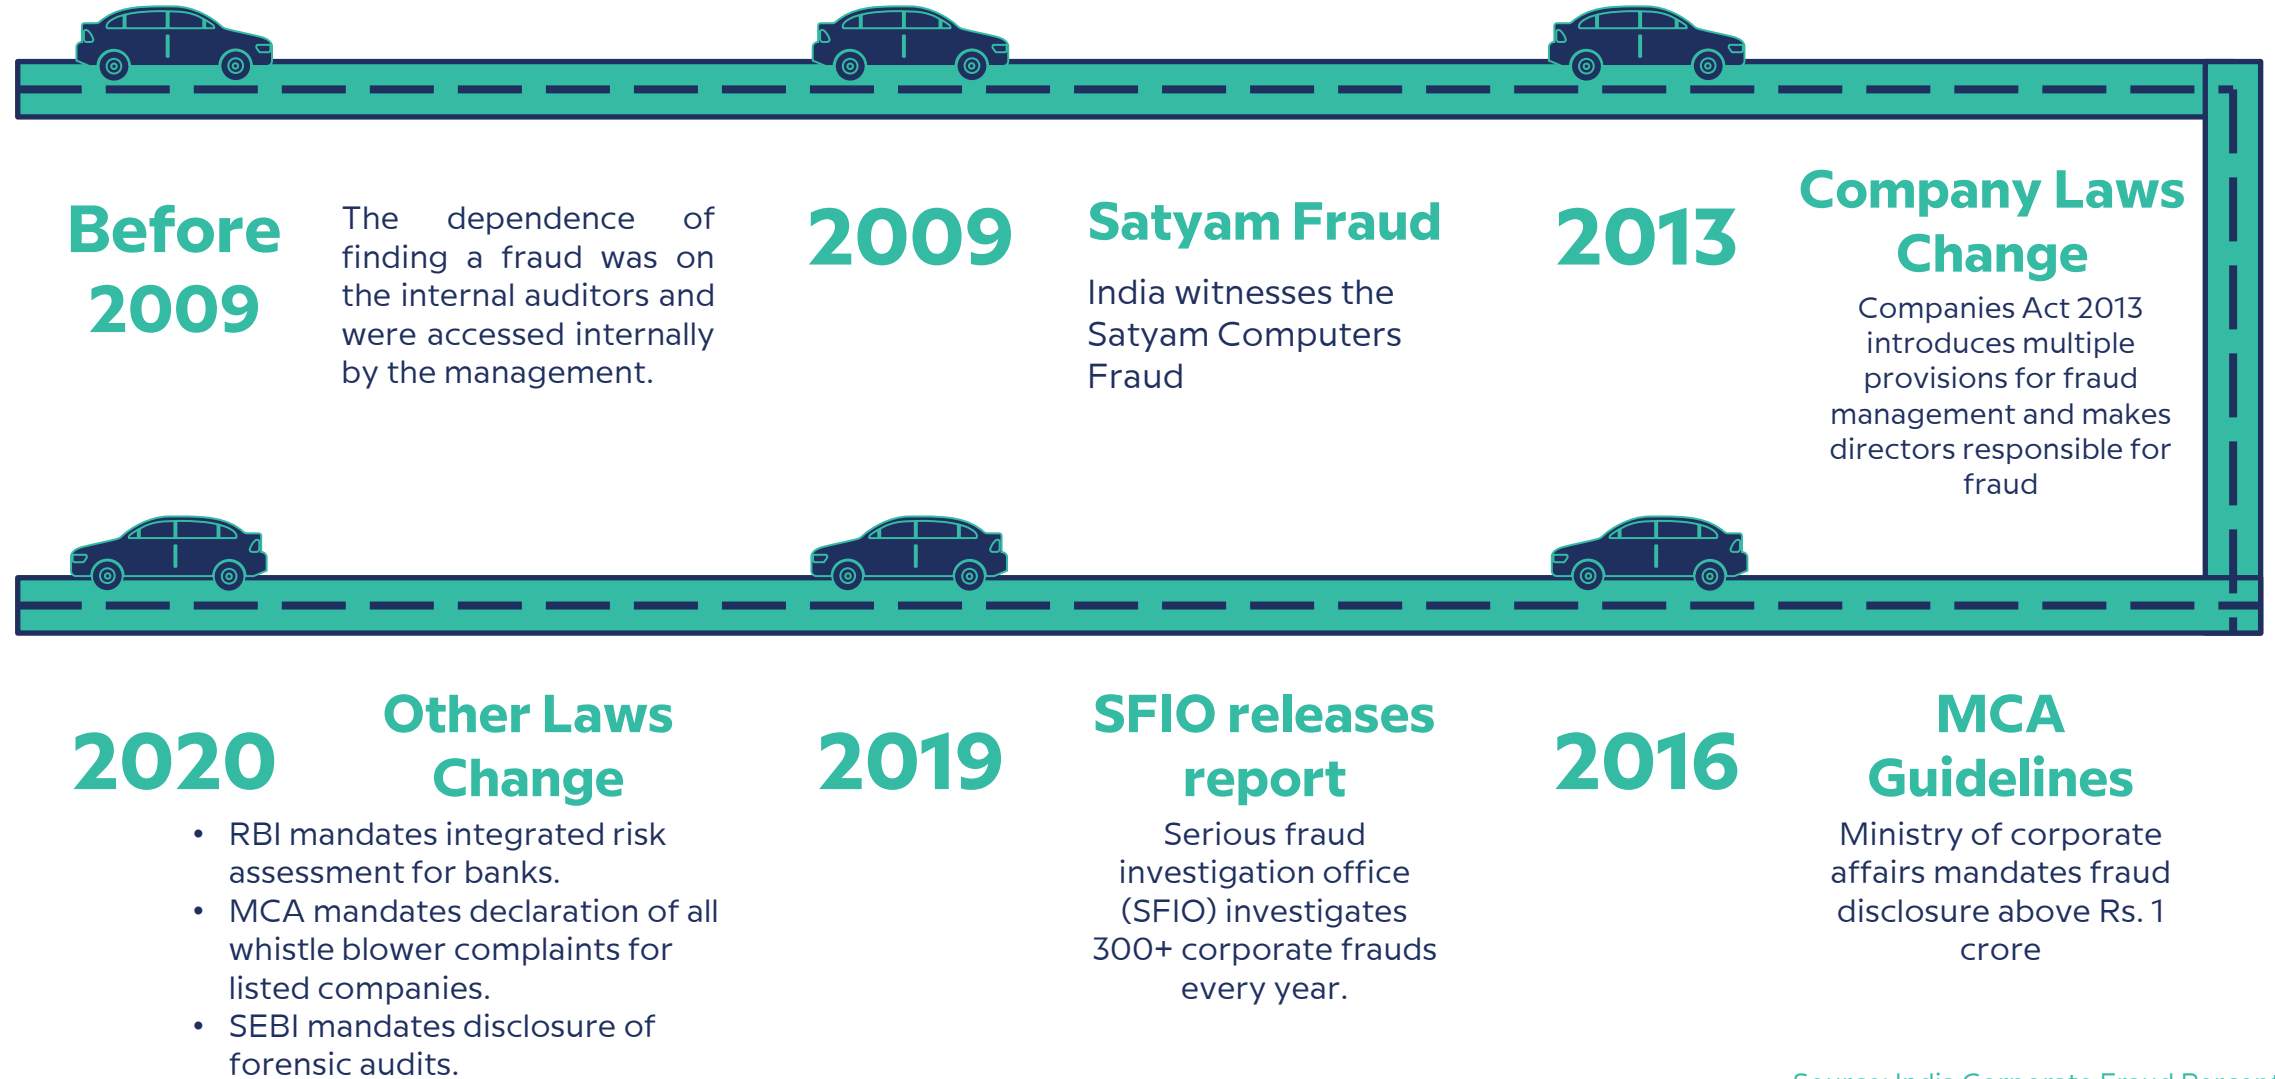 Before
2009
The dependence of
finding a fraud was on
the internal auditors and
were accessed internally
by the management.
2009
Satyam Fraud
India witnesses the
Satyam Computers
Fraud
2013
Company Laws
Change
Companies Act 2013
introduces multiple
provisions for fraud
management and makes
directors responsible for
fraud
2020
Other Laws
Change
• RBI mandates integrated risk
assessment for banks.
• MCA mandates declaration of all
whistle blower complaints for
listed companies.
• SEBI mandates disclosure of
forensic audits.
2019
SFIO releases
report
Serious fraud
investigation office
(SFIO) investigates
300+ corporate frauds
every year.
2016
MCA
Guidelines
Ministry of corporate
affairs mandates fraud
disclosure above Rs. 1
crore
Source: India Corporate Fraud